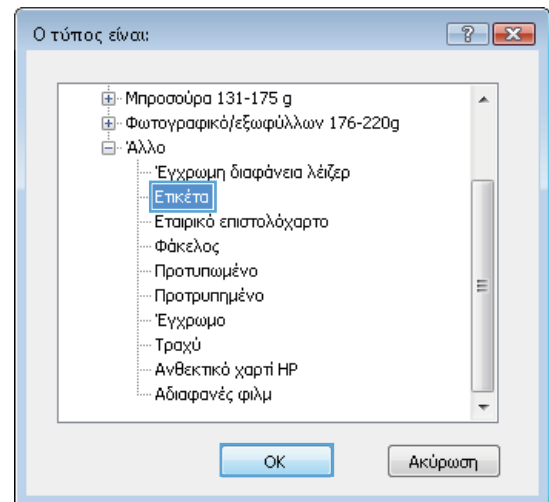 Ο τύπος είναι:
Μπροσούρα 131-175 g
Φωτογραφικό/εξωφύλλων 176-220g
Άλλο
Έγχρωμη διαφάνεια λέιζερ
Ετικέτα
Εταιρικό επιστολόχαρτο
Φάκελος
Προτυπωμένο
Προτρυπημένο
Έγχρωμο
Τραχύ
Ανθεκτικό χαρτί HP
Αδιαφανές φιλμ
OK
Ακύρωση